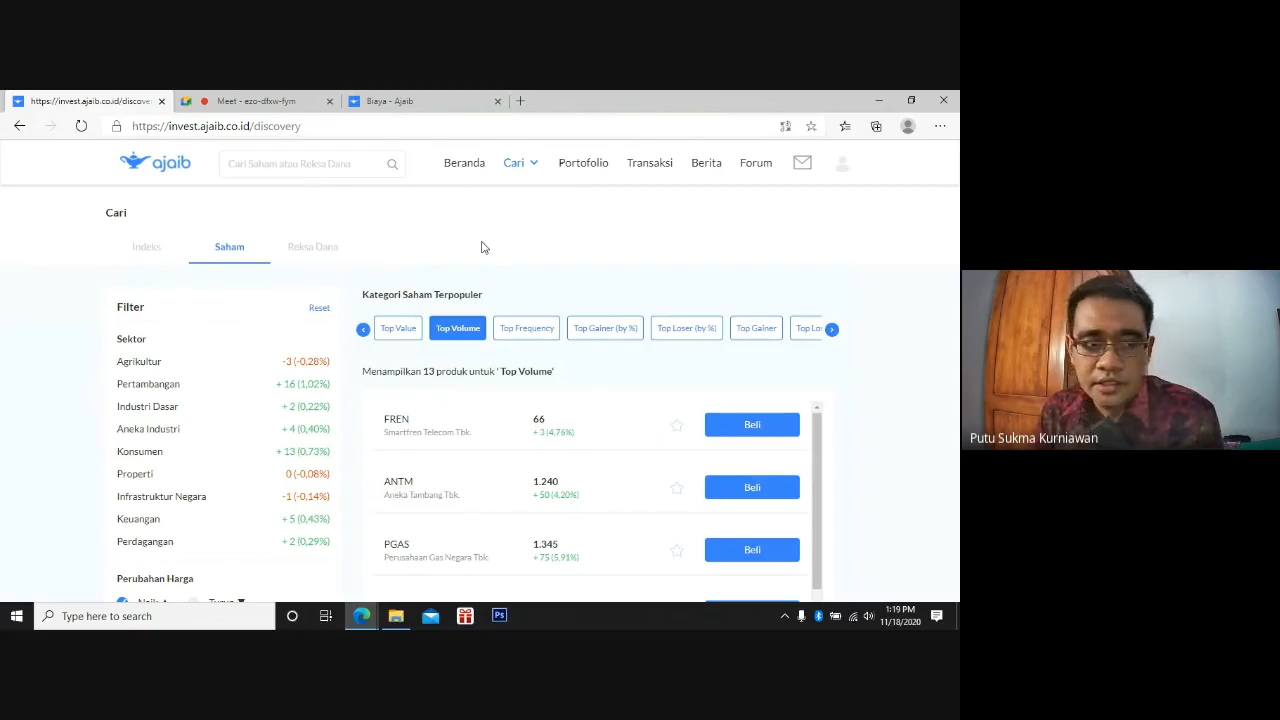 https://invest.ajaib.co.id/discove
Meet - ezo-dfxw-fym
Biaya - Ajaib
https://invest.ajaib.co.id/discovery
ajaib
Cari Saham atau Reksa Dana
Beranda
Cari
Portofolio
Transaksi
Berita
Forum
Cari
Indeks
Saham
Reksa Dana
Filter
Reset
Sektor
Agrikultur -3 (-0,28%)
Pertambangan + 16 (1,02%)
Industri Dasar + 2 (0,22%)
Aneka Industri + 4 (0,40%)
Konsumen + 13 (0,73%)
Properti 0 (-0,08%)
Infrastruktur Negara -1 (-0,14%)
Keuangan + 5 (0,43%)
Perdagangan + 2 (0,29%)
Perubahan Harga
Kategori Saham Terpopuler
Top Value
Top Volume
Top Frequency
Top Gainer (by %)
Top Loser (by %)
Top Gainer
Top Lo
Menampilkan 13 produk untuk ' Top Volume'
FREN 66 Beli
Smartfren Telecom Tbk. + 3 (4,76%)
ANTM 1.240 Beli
Aneka Tambang Tbk. + 50 (4,20%)
PGAS 1.345 Beli
Perusahaan Gas Negara Tbk. + 75 (5,91%)
Type here to search
Ps
1:19 PM
11/18/2020
Putu Sukma Kurniawan